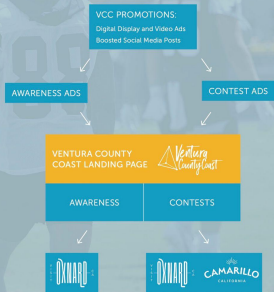 VCC PROMOTIONS:
Digital Display and Video Ads
Boosted Social Media Posts
AWARENESS ADS
CONTEST ADS
VENTURA COUNTY
COAST LANDING PAGE
Ventura
County Coast
AWARENESS
CONTESTS
OXNARD
OXNARD
CAMARILLO
CALIFORNIA